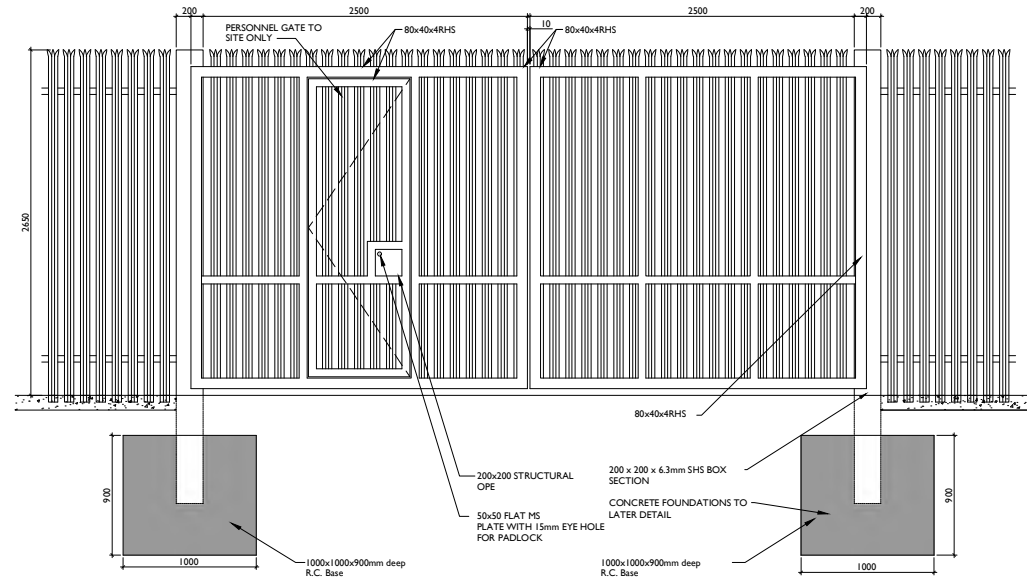 200
2500
10
2500
200
PERSONNEL GATE TO
SITE ONLY
80x40x4RHS
80x40x4RHS
2650
80x40x4RHS
900
1000
1000x1000x900mm deep
R.C. Base
200x200 STRUCTURAL
OPE
50x50 FLAT MS
PLATE WITH 15mm EYE HOLE
FOR PADLOCK
200 x 200 x 6.3mm SHS BOX
SECTION
CONCRETE FOUNDATIONS TO
LATER DETAIL
1000x1000x900mm deep
R.C. Base
900
1000